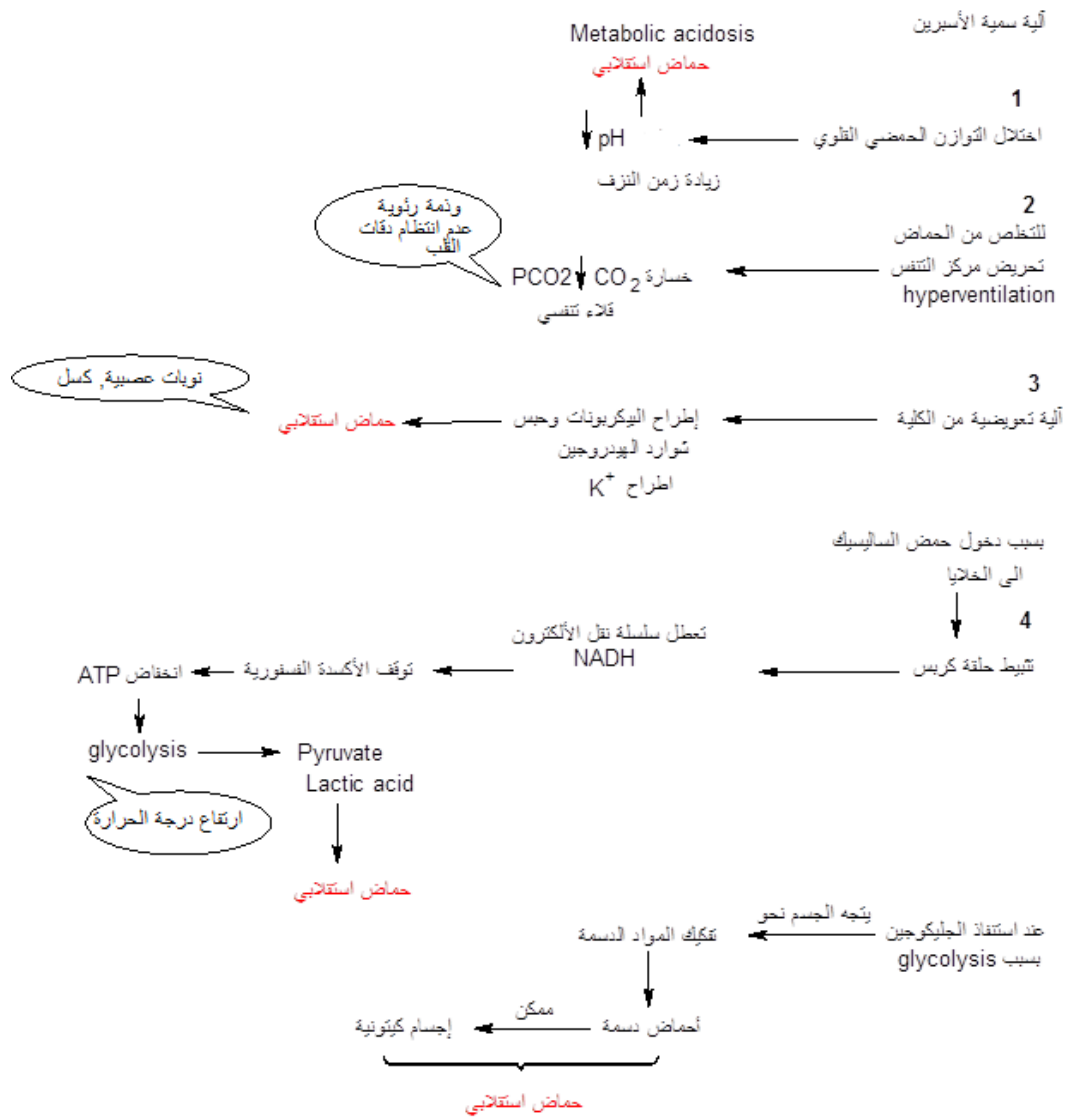 آلية سمية الأسبرين
Metabolic acidosis
حماض استقلابي
1
اختلال التوازن الحمضي القلوي
pH
زيادة زمن النزف
2
للتخلص من الحماض
تحريض مركز التنفس
hyperventilation
خسارة CO2 PCO2
قلاء تنفسي
وذمة رئوية
عدم انتظام دقات
القلب
3
آلية تعويضية من الكلية
إطراح البيكربونات وحبس
شوارد الهيدروجين
اطراح K+
حماض استقلابي
نوبات عصبية, كسل
بسبب دخول حمض الساليسيك
الى الخلايا
4
تثبيط حلقة كربس
تعطل سلسلة نقل الألكترون
NADH
توقف الأكسدة الفسفورية
انخفاض ATP
glycolysis
Pyruvate
Lactic acid
ارتفاع درجة الحرارة
حماض استقلابي
عند استنفاذ الجليكوجين
بسبب glycolysis
يتجه الجسم نحو
تفكيك المواد الدسمة
أحماض دسمة
ممكن
إجسام كيتونية
حماض استقلابي